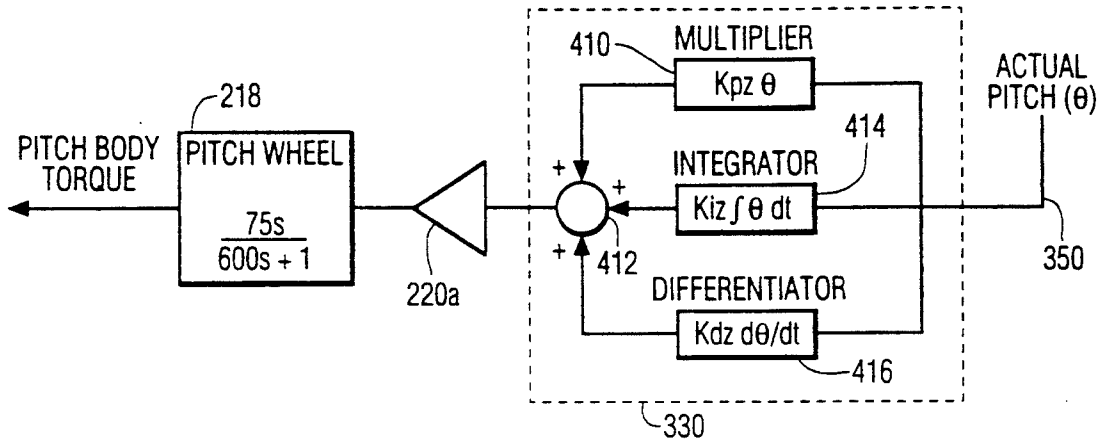 410
MULTIPLIER
Kpz θ
ACTUAL
PITCH (θ)
218
PITCH BODY
TORQUE
PITCH WHEEL
75s
600s + 1
220a
+
+
+
412
INTEGRATOR
414
Kiz ∫ θ dt
350
DIFFERENTIATOR
Kdz dθ/dt
416
330